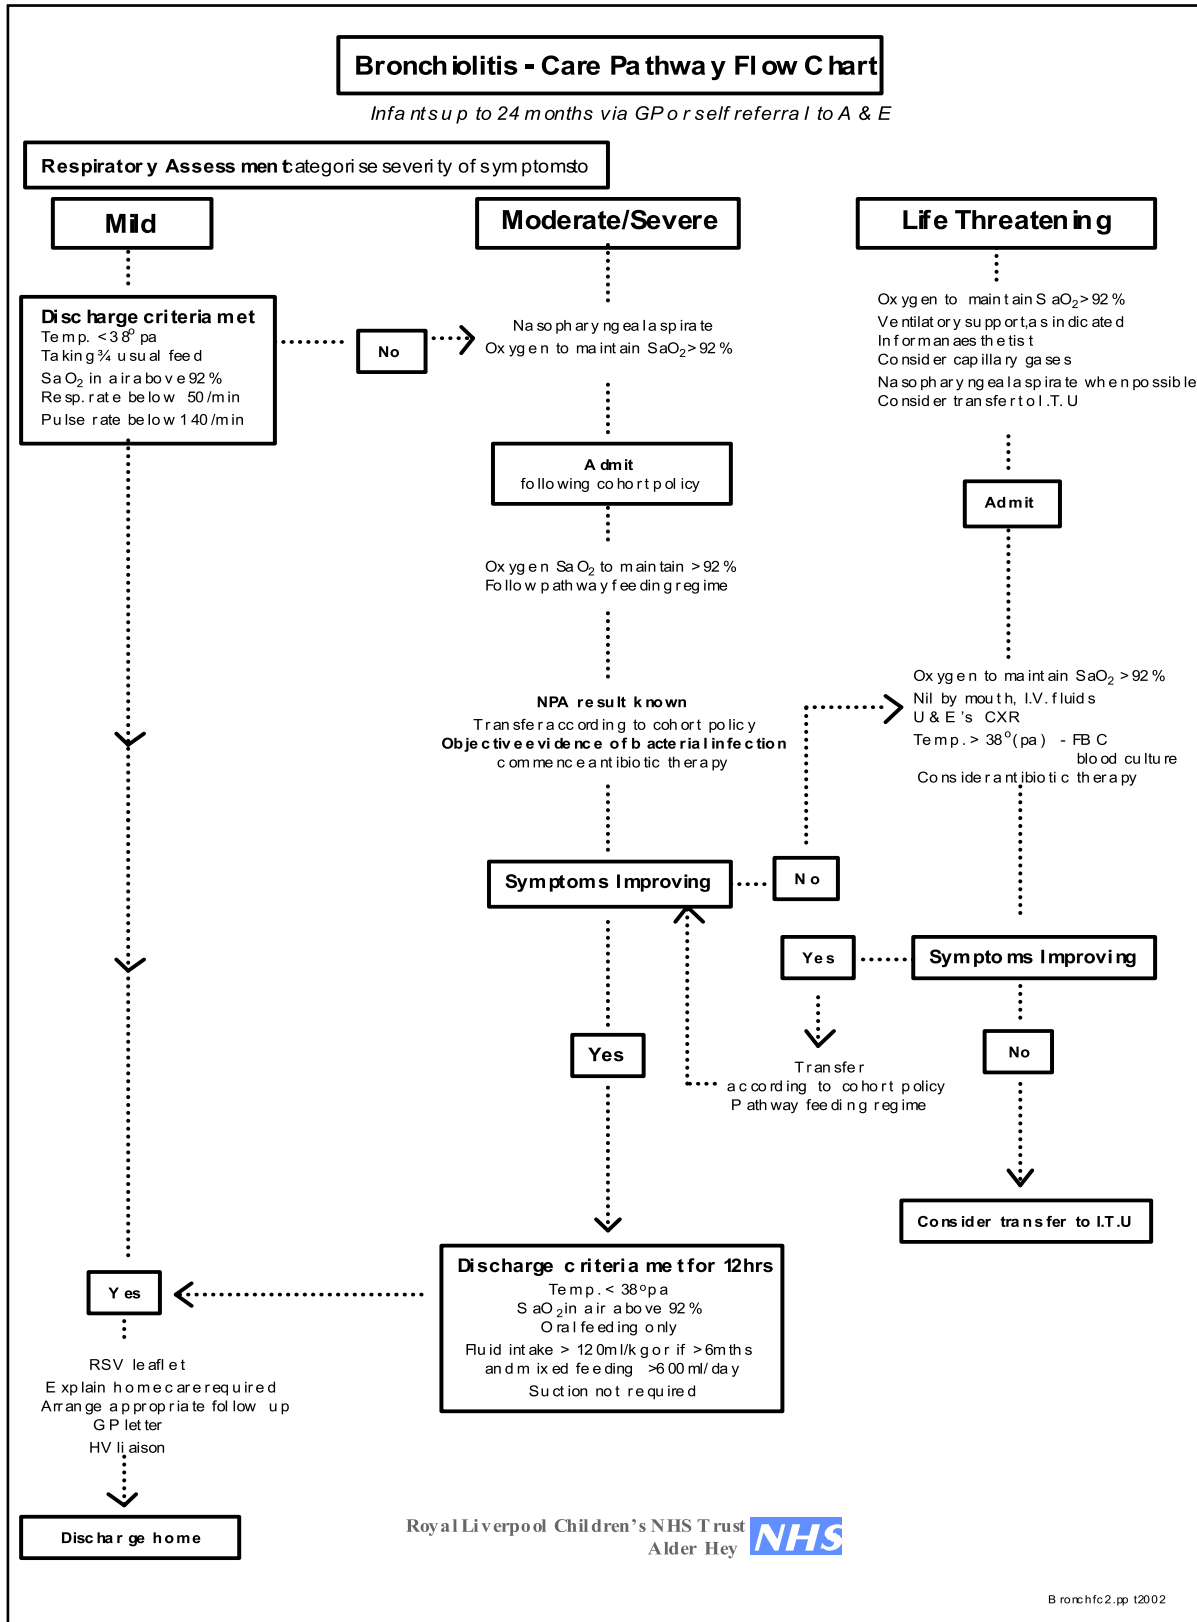 Bronchiolitis - Care Pathway Flow Chart
Infants up to 24 months via GP or self referral to A & E
Respiratory Assessment categorise severity of symptoms to
Mild
Discharge criteria met
Temp. <38° pa
Taking ¾ usual feed
SaO₂ in air above 92%
Resp. rate below 50/min
Pulse rate below 140/min
No
Moderate/Severe
Nasopharyngeal aspirate
Oxygen to maintain SaO₂ > 92%
Admit
following cohort policy
Oxygen SaO₂ to maintain > 92%
Follow pathway feeding regime
NPA result known
Transfer according to cohort policy
Objective evidence of bacterial infection
commence antibiotic therapy
Symptoms Improving
No
Yes
Life Threatening
Oxygen to maintain SaO₂ > 92%
Ventilatory support, as indicated
Inform anaesthetist
Consider capillary gases
Nasopharyngeal aspirate when possible
Consider transfer to I.T.U
Admit
Oxygen to maintain SaO₂ > 92%
Nil by mouth, I.V. fluids
U & E's CXR
Temp. > 38° (pa) - FBC
blood culture
Consider antibiotic therapy
Symptoms Improving
Yes
No
Transfer
according to cohort policy
Pathway feeding regime
Consider transfer to I.T.U
Discharge criteria met for 12hrs
Temp. < 38° pa
SaO₂ in air above 92%
Oral feeding only
Fluid intake > 120ml/kg or if >6mths
and mixed feeding >600ml/day
Suction not required
Yes
RSV leaflet
Explain home care required
Arrange appropriate follow up
GP letter
HV liaison
Discharge home
Royal Liverpool Children's NHS Trust
Alder Hey
NHS
Bronchfc2.ppt2002